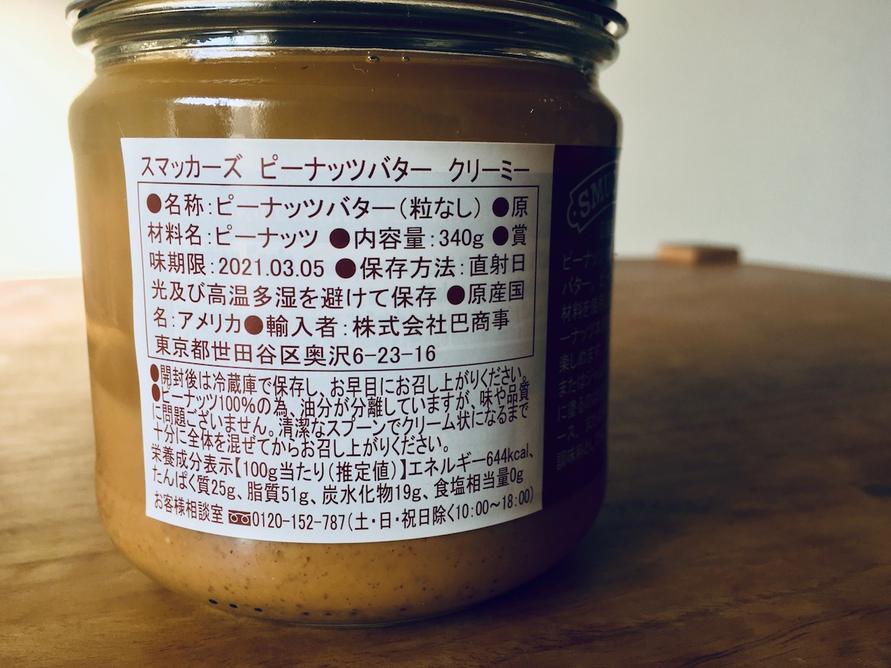 スマッカーズ ピーナッツバター クリーミー
●名称:ピーナッツバター(粒なし) ●原
材料名:ピーナッツ ●内容量:340g ●賞
味期限:2021.03.05 ●保存方法:直射日
光及び高温多湿を避けて保存 ●原産国
名:アメリカ●輸入者:株式会社巴商事
東京都世田谷区奥沢6-23-16
●開封後は冷蔵庫で保存し、お早目にお召し上がりください。
●ピーナッツ100%の為、油分が分離していますが、味や品質
に問題ございません。清潔なスプーンでクリーム状になるまで
十分に全体を混ぜてからお召し上がりください。
栄養成分表示【100g当たり(推定値)】エネルギー644kcal、
たんぱく質25g、脂質51g、炭水化物19g、食塩相当量0g
お客様相談室 0120-152-787(土・日・祝日除く10:00~18:00)
SMU
ピーナッ
バター。